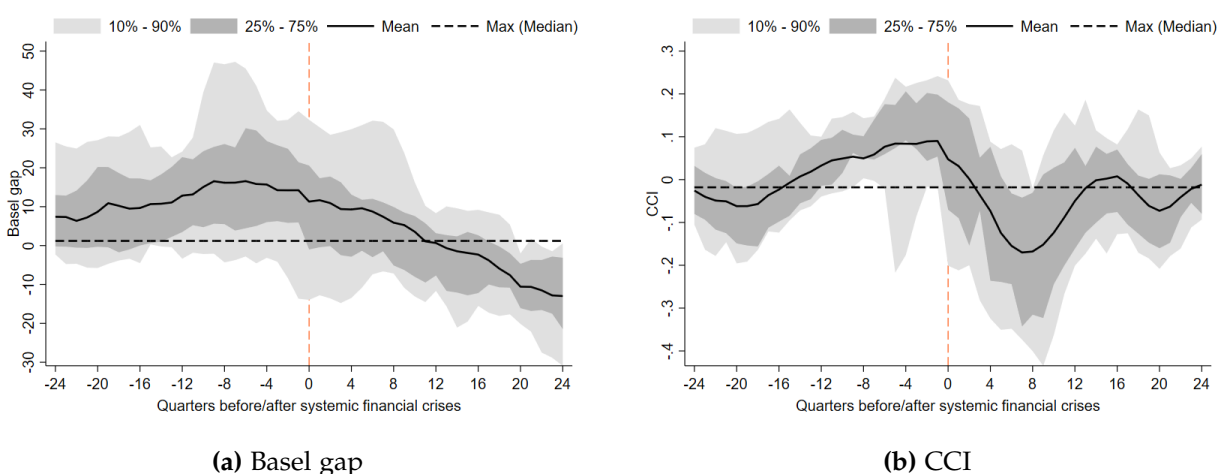 10% - 90% 25% - 75% Mean Max (Median)
Basel gap
50
40
30
20
10
0
-10
-20
-30
-24 -20 -16 -12 -8 -4 0 4 8 12 16 20 24
Quarters before/after systemic financial crises
(a) Basel gap
10% - 90% 25% - 75% Mean Max (Median)
CCI
.3
.2
.1
0
-.1
-.2
-.3
-.4
-24 -20 -16 -12 -8 -4 0 4 8 12 16 20 24
Quarters before/after systemic financial crises
(b) CCI